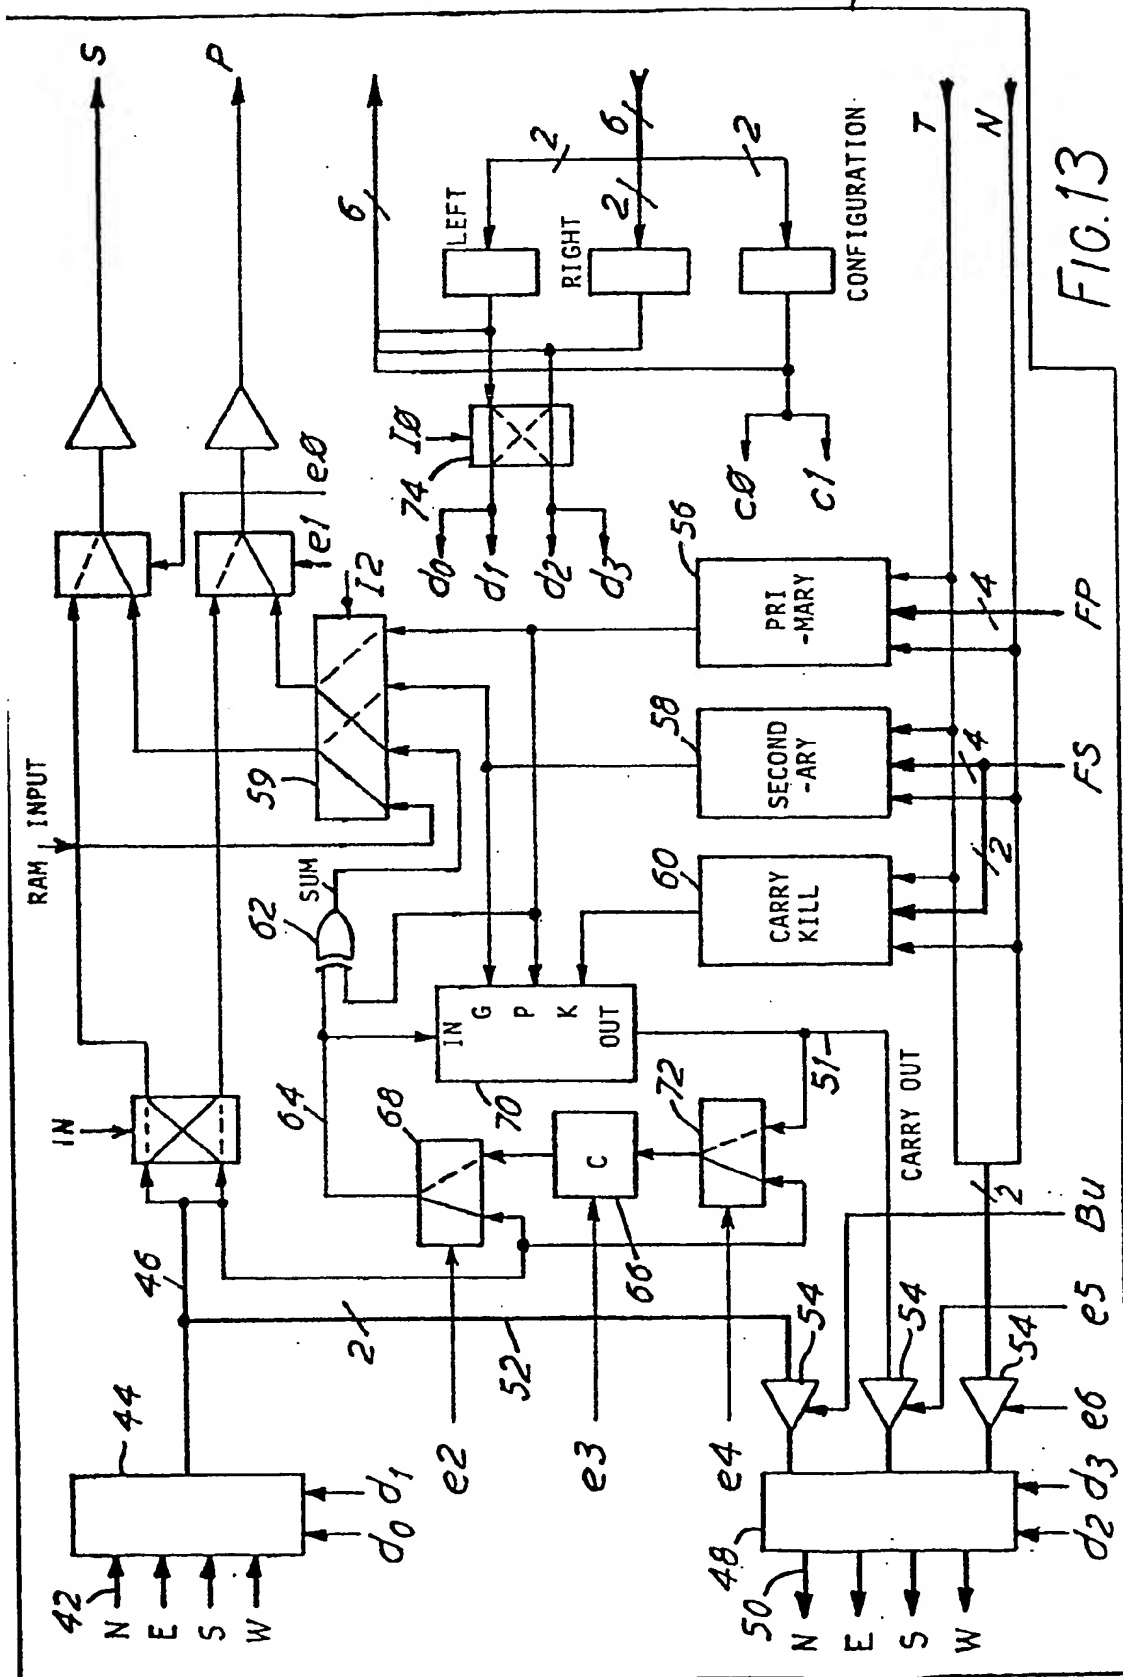 42
N
E
S
W
44
d0 d1
46
IN
RAM INPUT
S
P
e0
e1
2
52
64
62
SUM
59
I2
e2
68
70
IN
G
P
K
OUT
e3
C
66
e4
72
51
CARRY OUT
60
CARRY
KILL
58
SECOND
-ARY
56
PRI
-MARY
4
4
2
2
74
I0
d0
d1
d2
d3
6
LEFT
RIGHT
2
2
6
2
CONFIGURATION
c0
c1
T
N
48
50
N
E
S
W
54
54
54
d2 d3
e6
e5
Bu
FS
FP
FIG.13